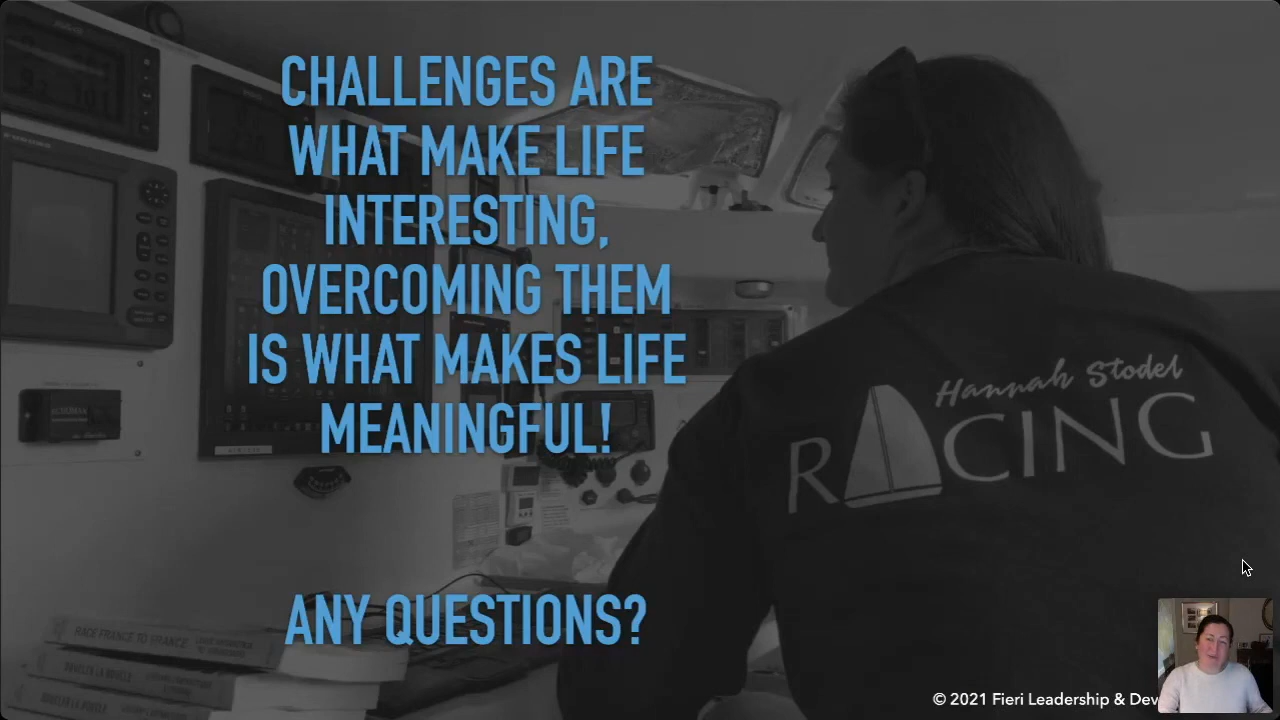 CHALLENGES ARE
WHAT MAKE LIFE
INTERESTING,
OVERCOMING THEM
IS WHAT MAKES LIFE
MEANINGFUL!
ANY QUESTIONS?
Hannah Stodel
RACING
RACE FRANCE TO FRANCE
© 2021 Fieri Leadership & Dev